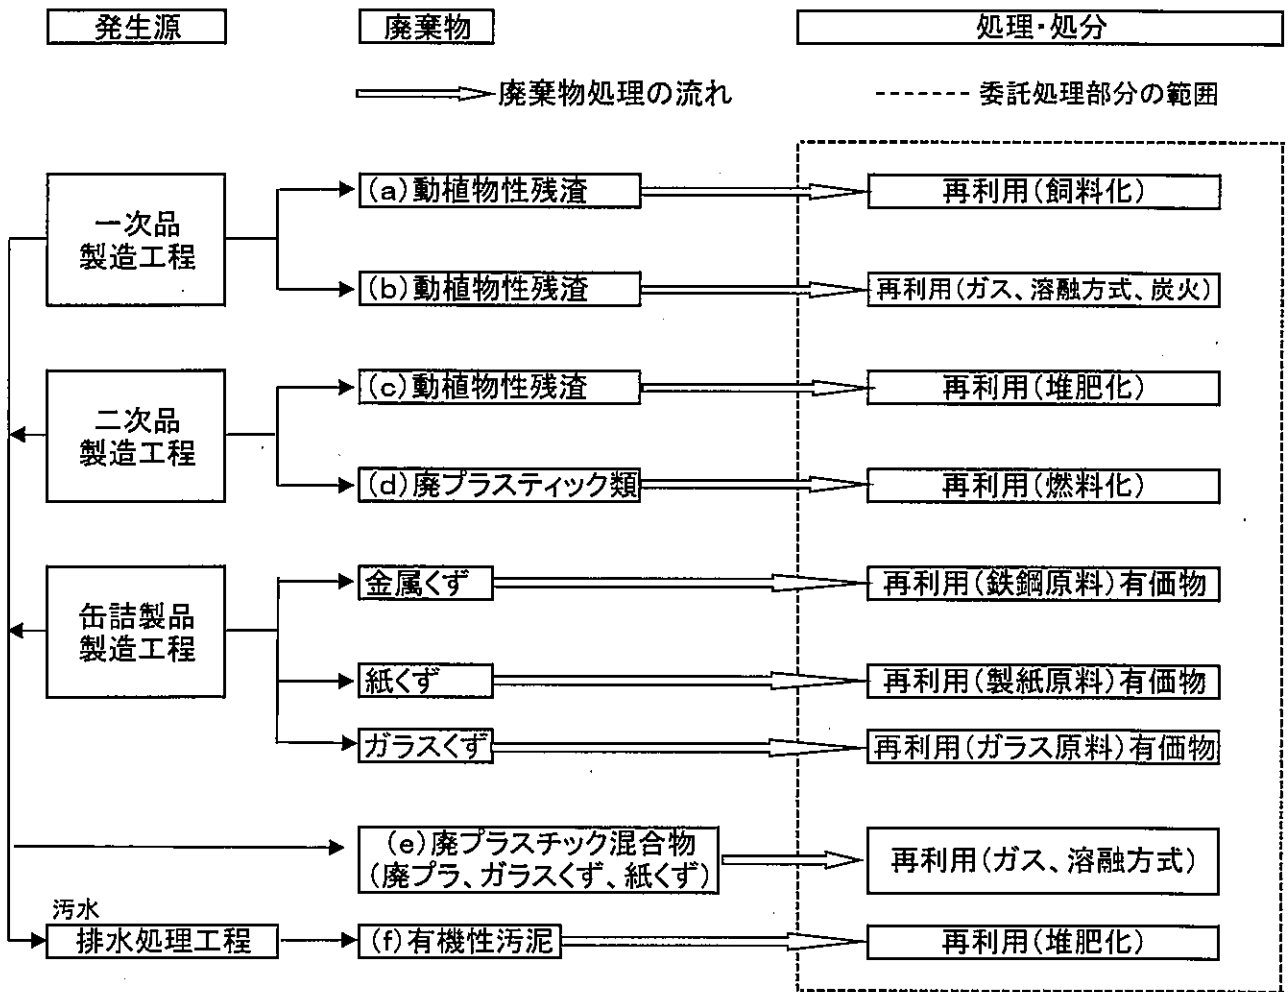 発生源
廃棄物
処理・処分
廃棄物処理の流れ
委託処理部分の範囲
一次品
製造工程
(a)動植物性残渣
再利用(飼料化)
(b)動植物性残渣
再利用(ガス、溶融方式、炭火)
二次品
製造工程
(c)動植物性残渣
再利用(堆肥化)
(d)廃プラスティック類
再利用(燃料化)
缶詰製品
製造工程
金属くず
再利用(鉄鋼原料)有価物
紙くず
再利用(製紙原料)有価物
ガラスくず
再利用(ガラス原料)有価物
(e)廃プラスチック混合物
(廃プラ、ガラスくず、紙くず)
再利用(ガス、溶融方式)
汚水
排水処理工程
(f)有機性汚泥
再利用(堆肥化)